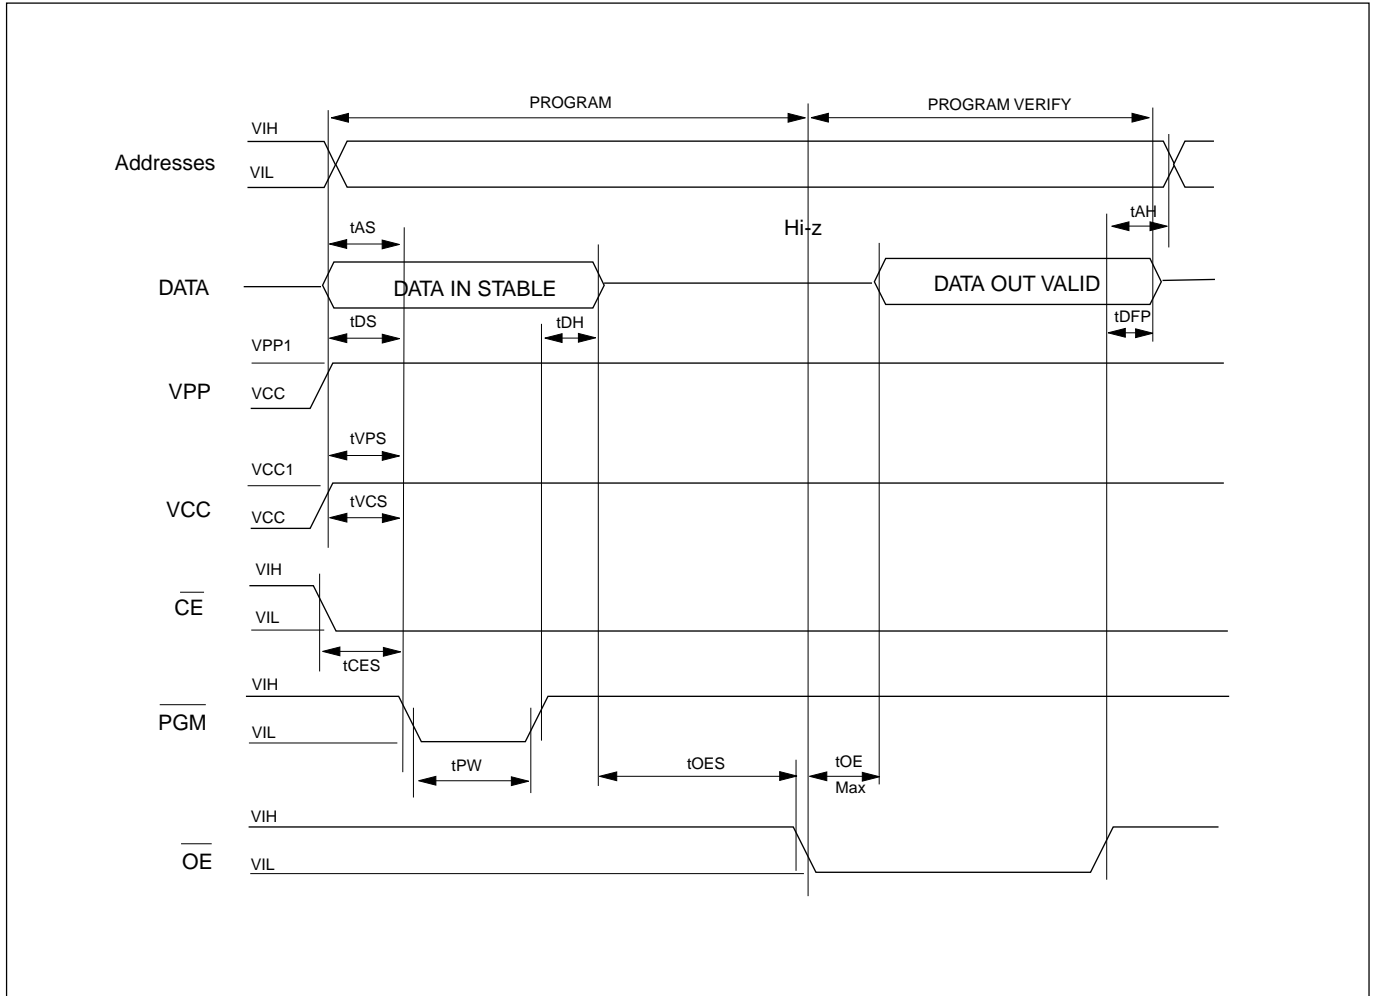 PROGRAM
PROGRAM VERIFY
VIH
Addresses
VIL
tAS
Hi-z
tAH
DATA
DATA IN STABLE
DATA OUT VALID
tDS
tDH
tDFP
VPP1
VPP
VCC
tVPS
VCC1
tVCS
VCC
VCC
VIH
CE
VIL
tCES
VIH
PGM
VIL
tPW
tOES
tOE
Max
VIH
OE
VIL